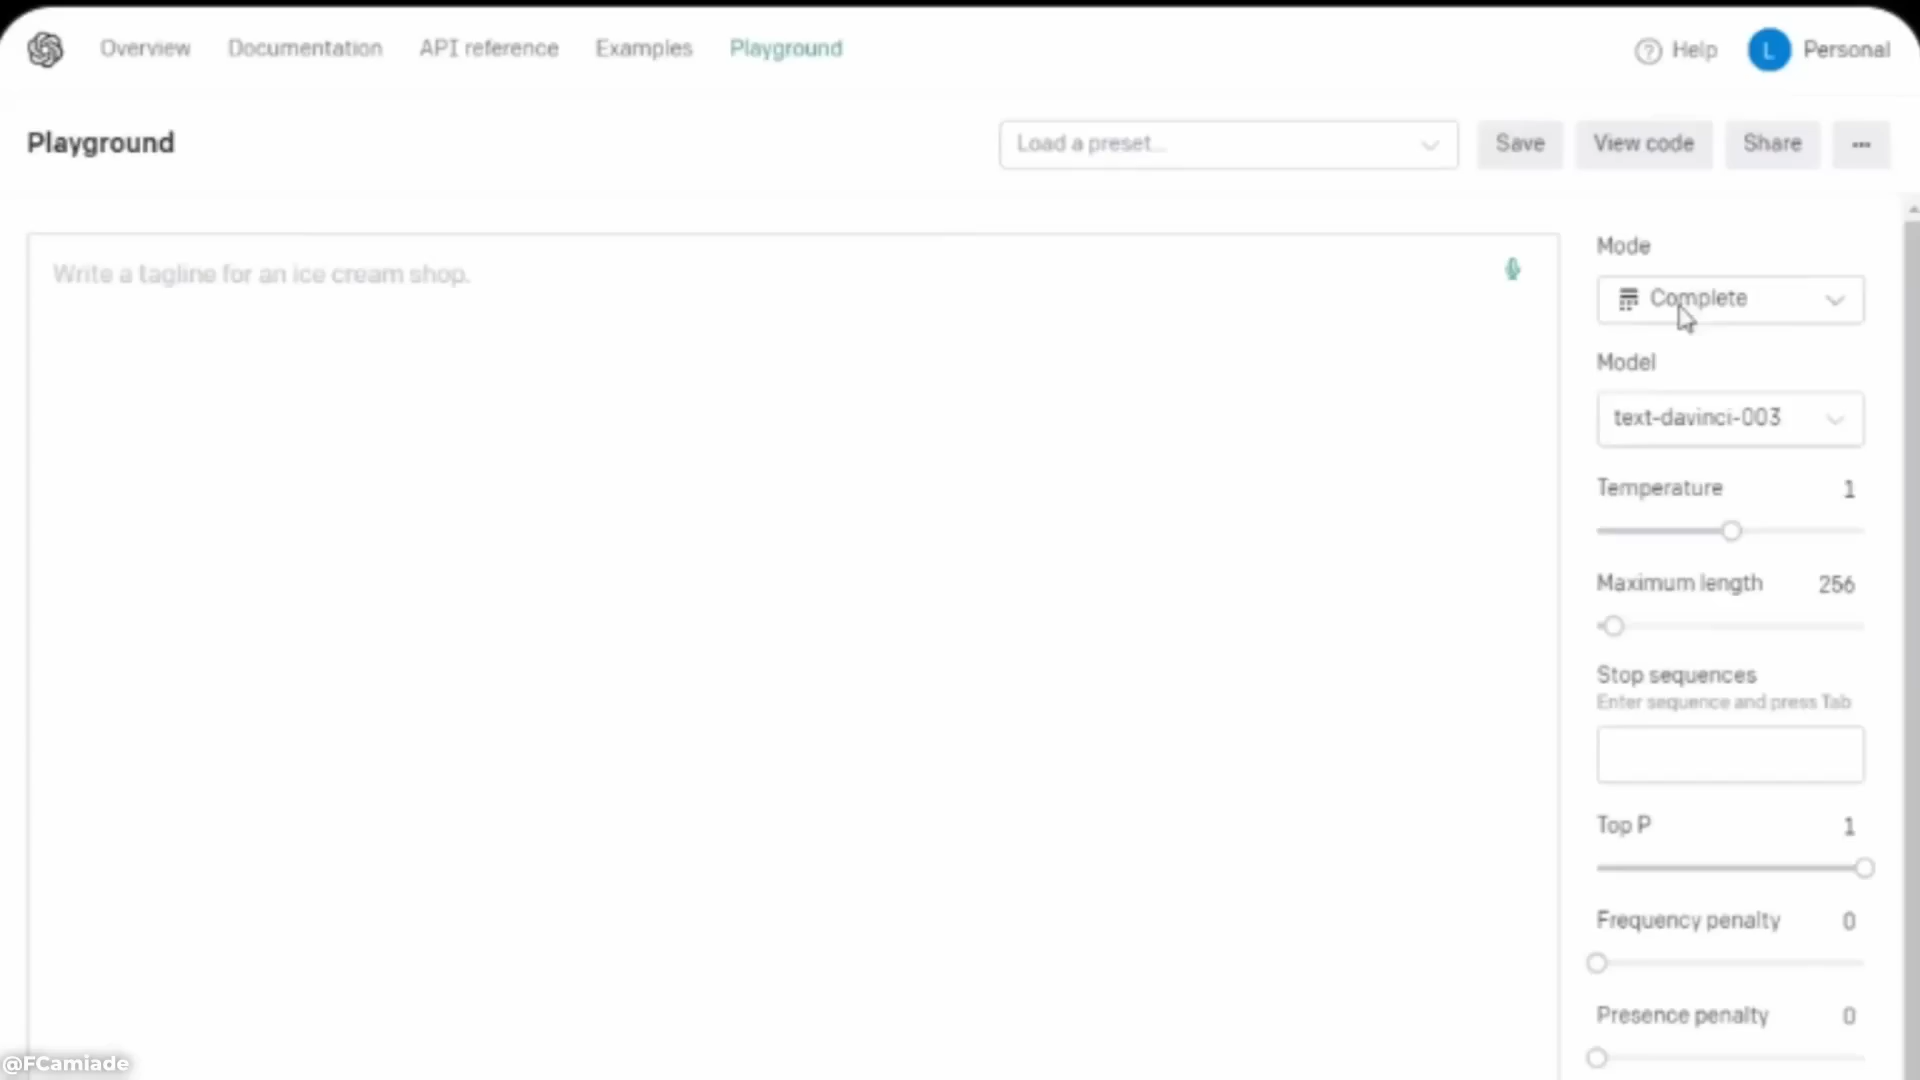 Overview Documentation API reference Examples Playground Help L Personal
Playground Load a preset... Save View code Share ...
Write a tagline for an ice cream shop.
Mode
Complete
Model
text-davinci-003
Temperature 1
Maximum length 256
Stop sequences
Enter sequence and press Tab
Top P 1
Frequency penalty 0
Presence penalty 0
@FCamiade